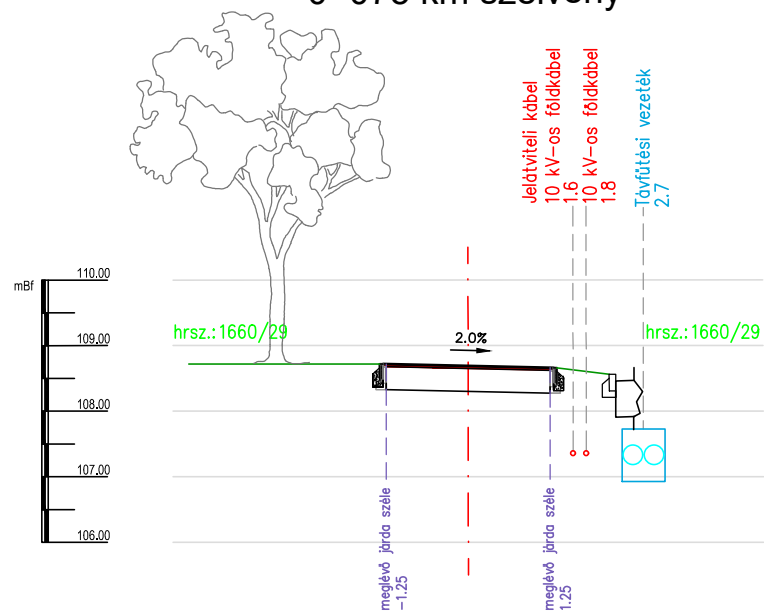 km szelvény
Jelátviteli kábel
10 kV-os földkábel
1.6
10 kV-os földkábel
1.8
Távfűtési vezeték
2.7
mBf
110.00
109.00
108.00
107.00
106.00
hrsz.:1660/29
2.0%
hrsz.:1660/29
meglévő járda széle
-1.25
meglévő járda széle
1.25